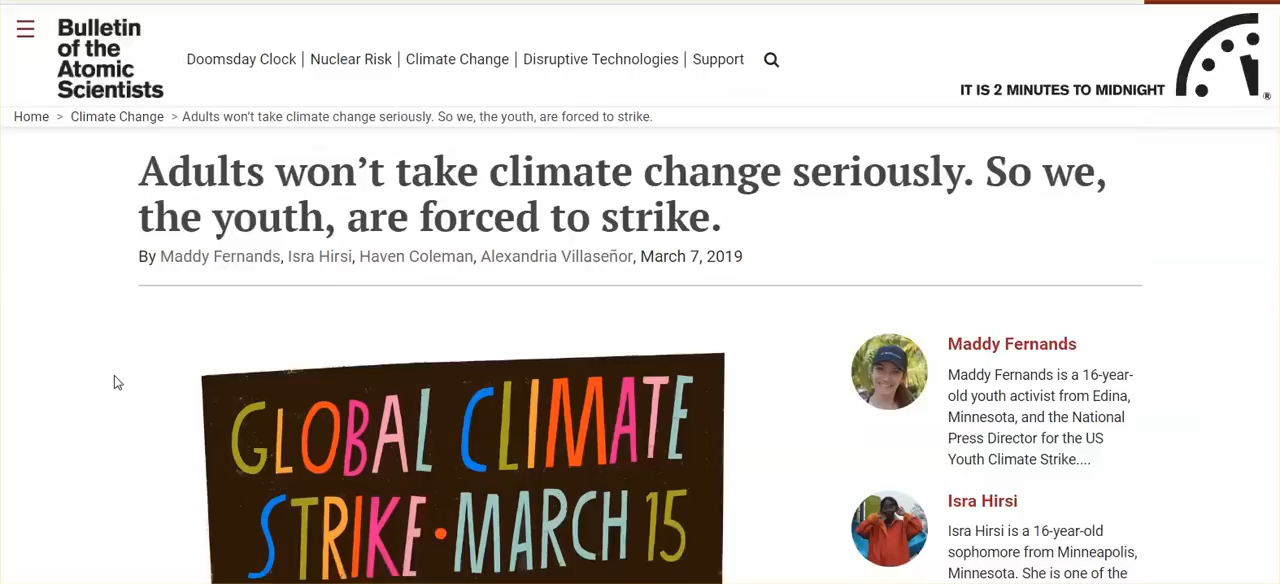 Bulletin
of the
Atomic
Scientists
Doomsday Clock | Nuclear Risk | Climate Change | Disruptive Technologies | Support
IT IS 2 MINUTES TO MIDNIGHT
®
Home > Climate Change > Adults won't take climate change seriously. So we, the youth, are forced to strike.
Adults won’t take climate change seriously. So we,
the youth, are forced to strike.
By Maddy Fernands, Isra Hirsi, Haven Coleman, Alexandria Villaseñor, March 7, 2019
GLOBAL CLIMATE
STRIKE • MARCH 15
Maddy Fernands
Maddy Fernands is a 16-year-
old youth activist from Edina,
Minnesota, and the National
Press Director for the US
Youth Climate Strike....
Isra Hirsi
Isra Hirsi is a 16-year-old
sophomore from Minneapolis,
Minnesota. She is one of the